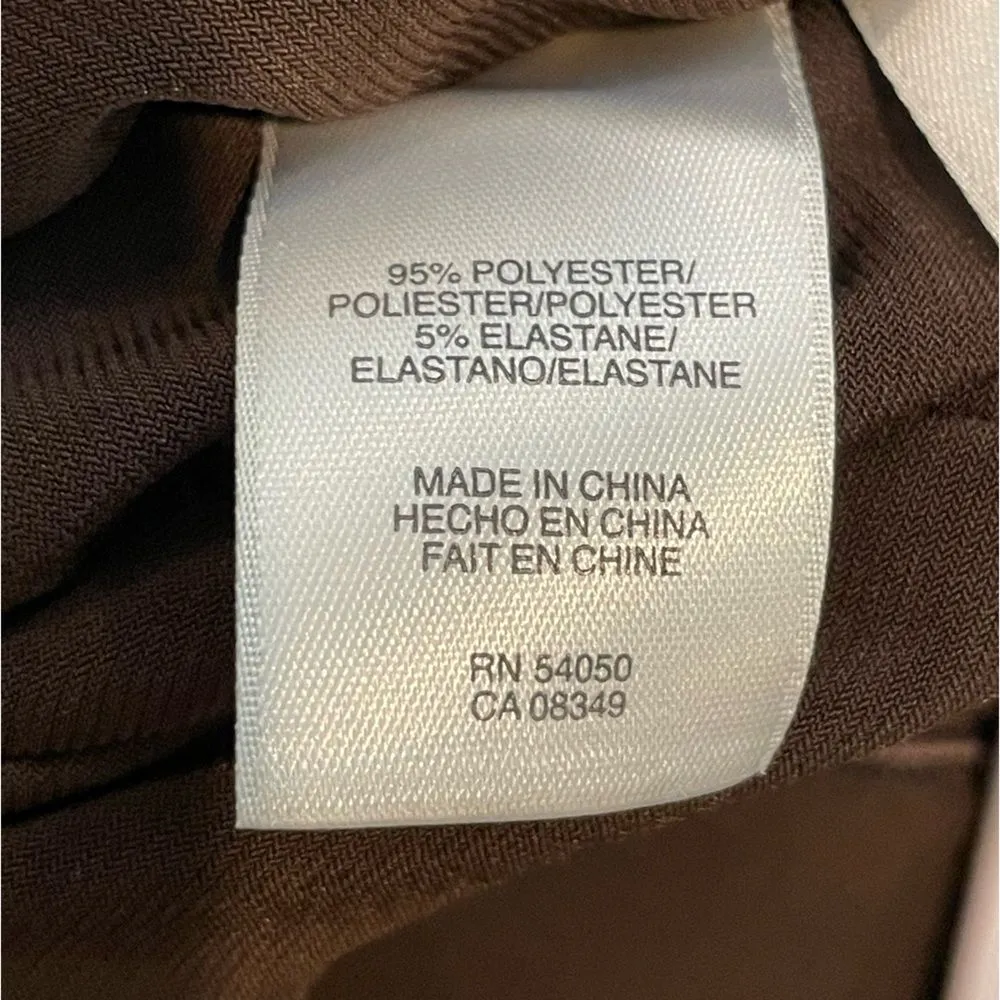 95% POLYESTER/
POLIESTER/POLYESTER
5% ELASTANE/
ELASTANO/ELASTANE
MADE IN CHINA
HECHO EN CHINA
FAIT EN CHINE
RN 54050
CA 08349